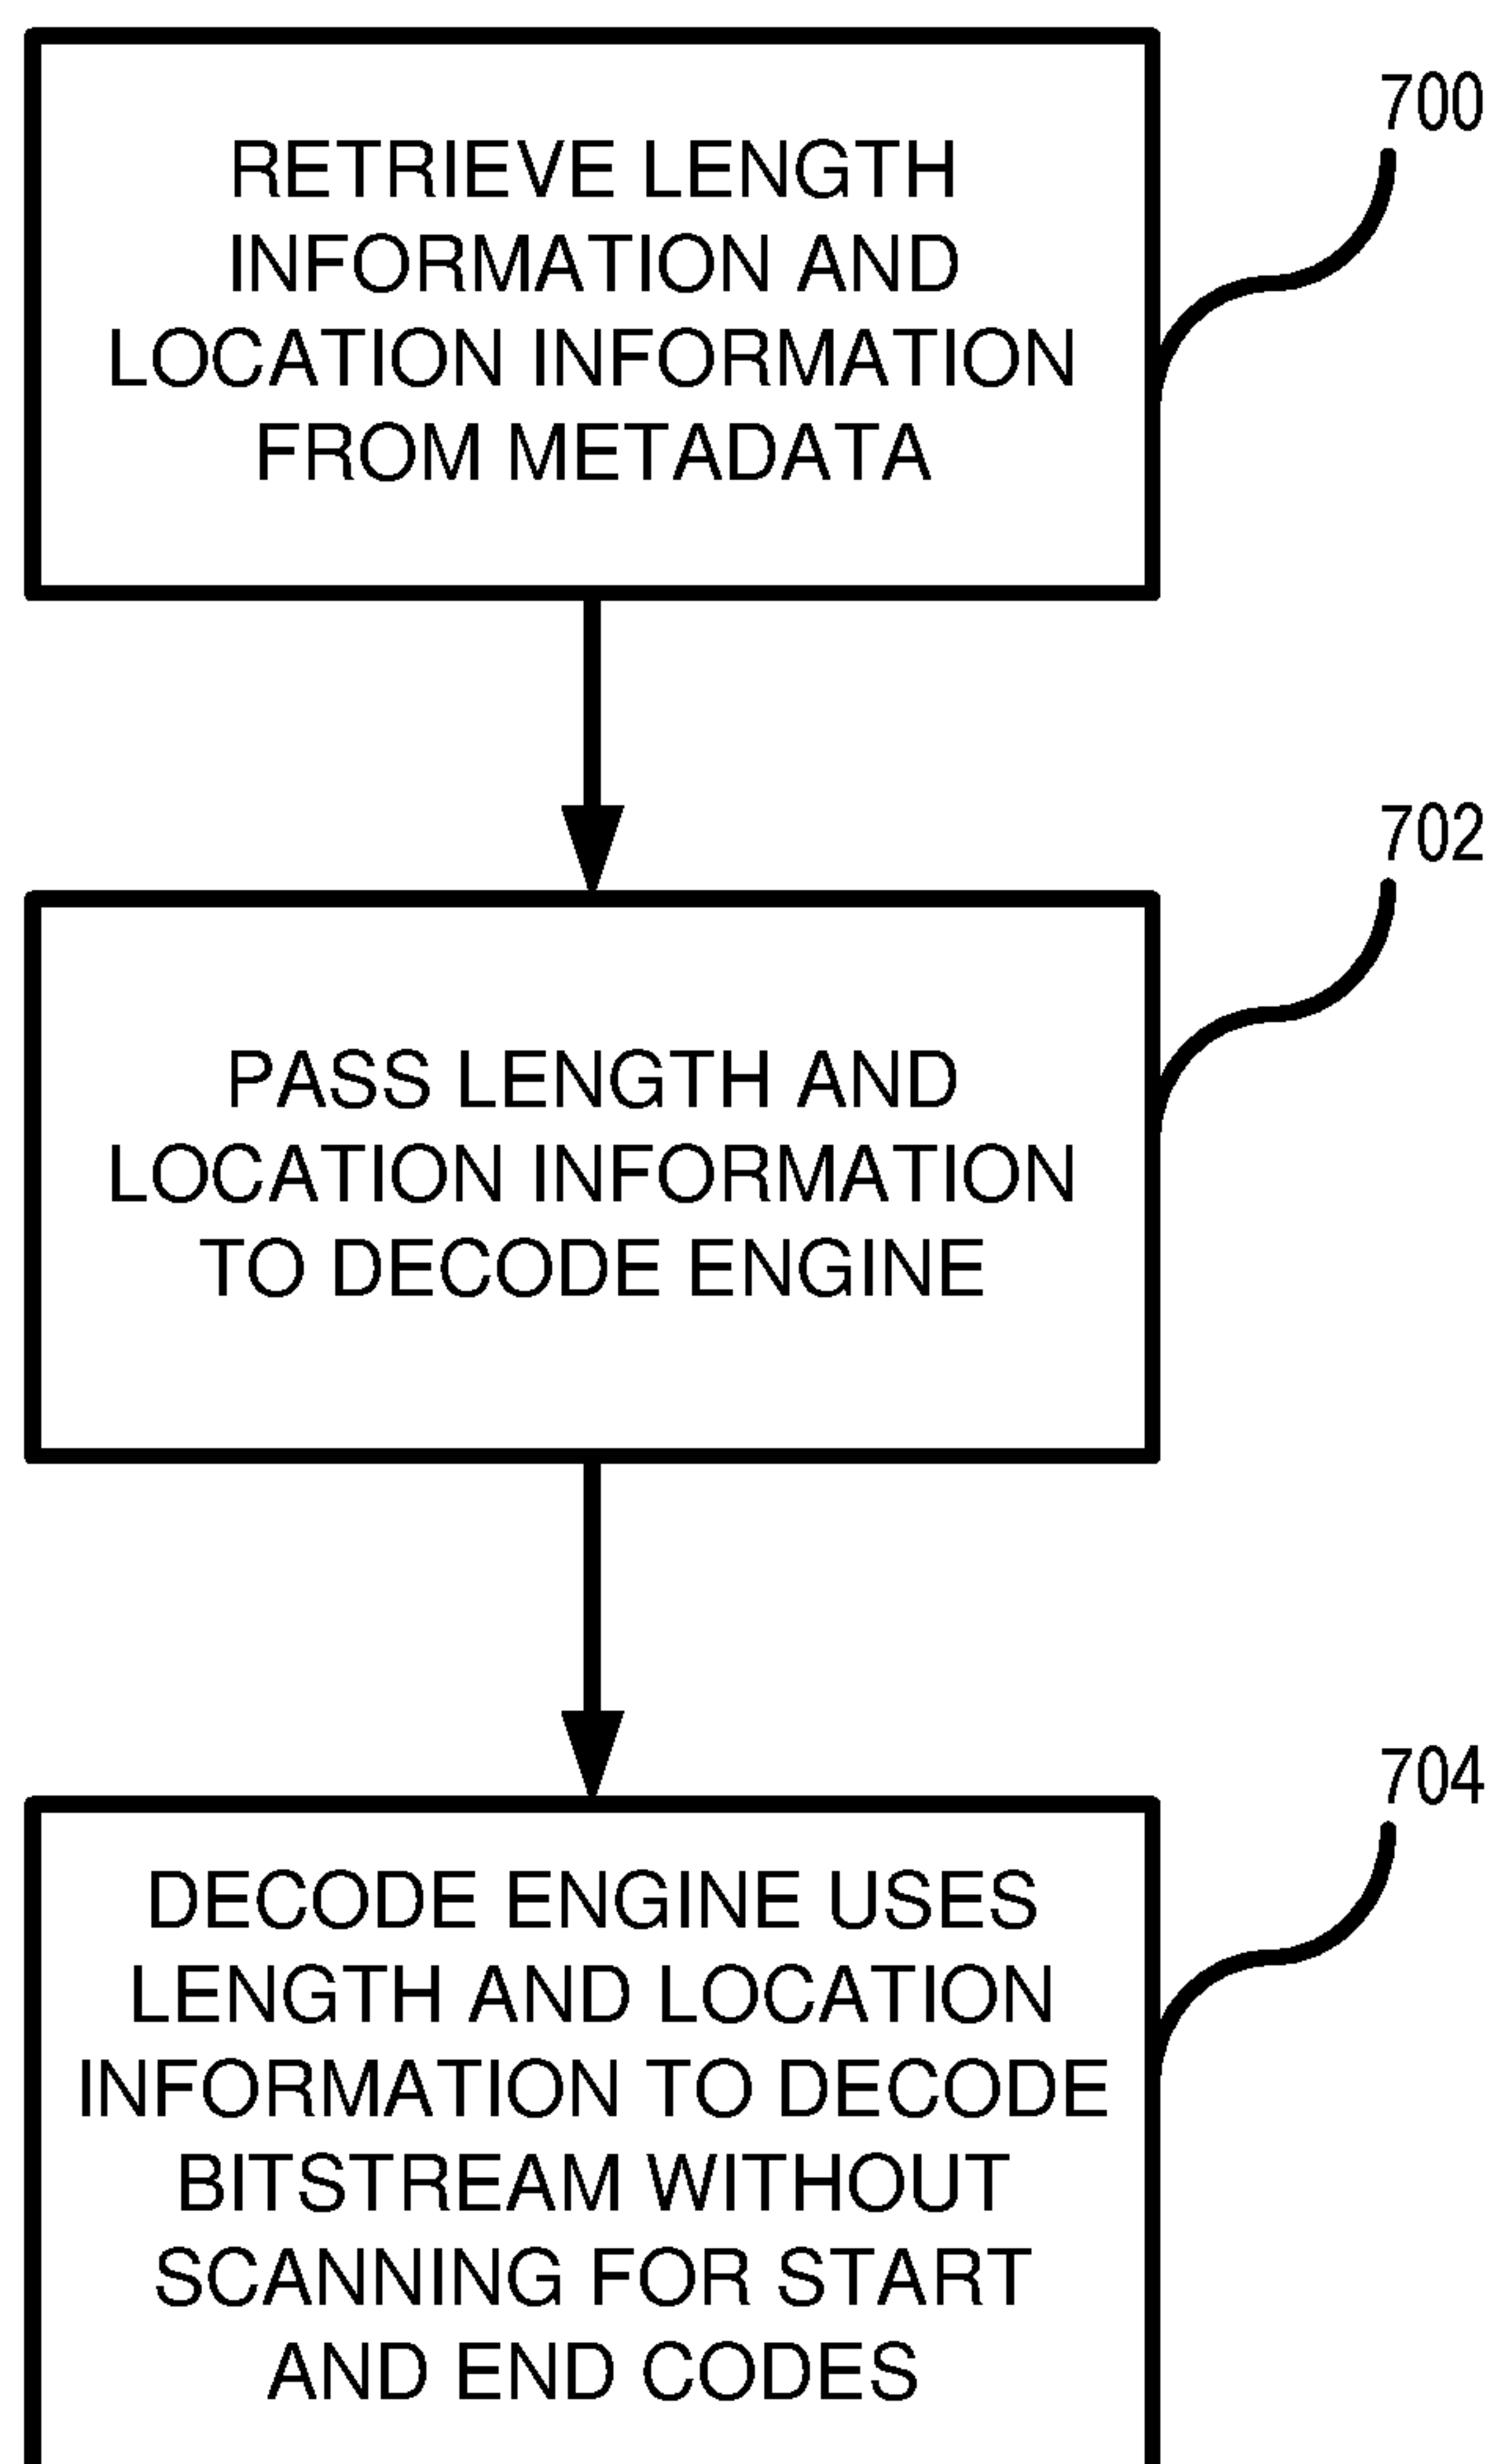 700
RETRIEVE LENGTH
INFORMATION AND
LOCATION INFORMATION
FROM METADATA
702
PASS LENGTH AND
LOCATION INFORMATION
TO DECODE ENGINE
704
DECODE ENGINE USES
LENGTH AND LOCATION
INFORMATION TO DECODE
BITSTREAM WITHOUT
SCANNING FOR START
AND END CODES